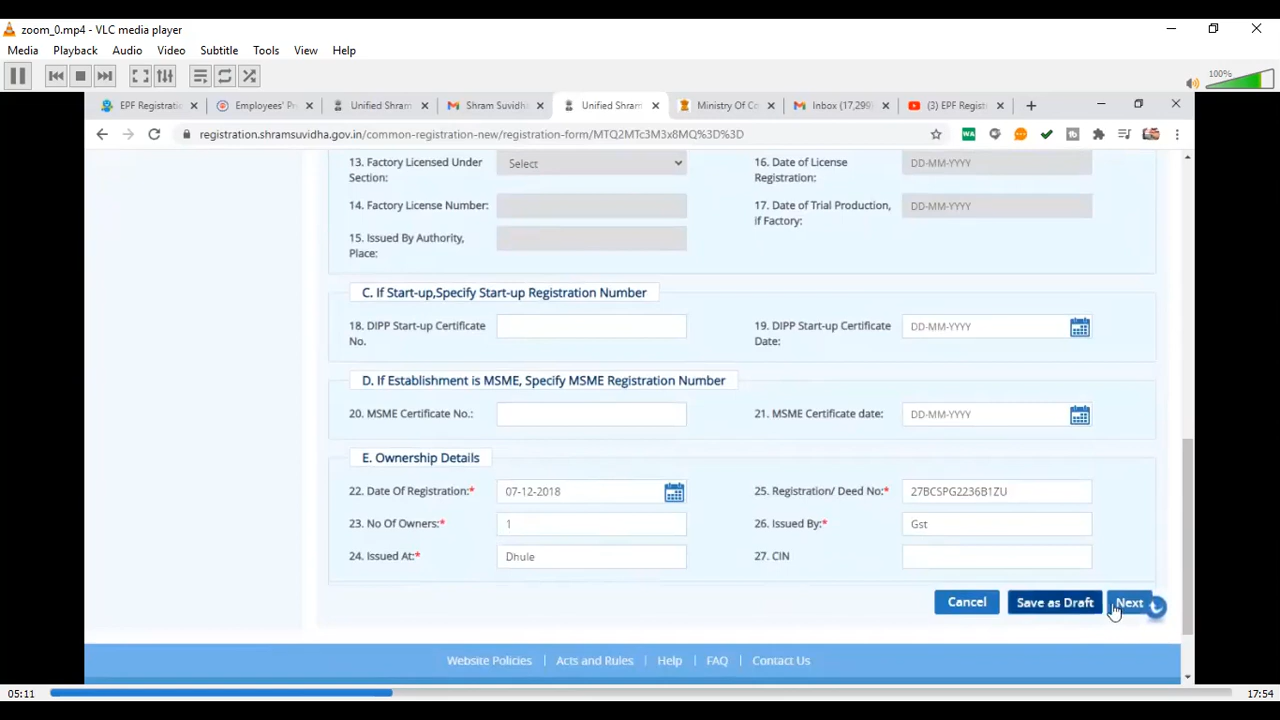 zoom_0.mp4 - VLC media player
Media Playback Audio Video Subtitle Tools View Help
100%
EPF Registratio
Employees' Pr
Unified Shram
Shram Suvidh
Unified Shram
Ministry Of Co
Inbox (17,299)
(3) EPF Regist
registration.shramsuvidha.gov.in/common-registration-new/registration-form/MTQ2MTc3M3x8MQ%3D%3D
WA
13. Factory Licensed Under Section:
Select
16. Date of License Registration:
DD-MM-YYYY
14. Factory License Number:
17. Date of Trial Production, if Factory:
DD-MM-YYYY
15. Issued By Authority, Place:
C. If Start-up,Specify Start-up Registration Number
18. DIPP Start-up Certificate No.
19. DIPP Start-up Certificate Date:
DD-MM-YYYY
D. If Establishment is MSME, Specify MSME Registration Number
20. MSME Certificate No.:
21. MSME Certificate date:
DD-MM-YYYY
E. Ownership Details
22. Date Of Registration:*
07-12-2018
25. Registration/ Deed No:*
27BCSPG2236B1ZU
23. No Of Owners:*
1
26. Issued By:*
Gst
24. Issued At:*
Dhule
27. CIN
Cancel
Save as Draft
Next
Website Policies | Acts and Rules | Help | FAQ | Contact Us
05:11
17:54